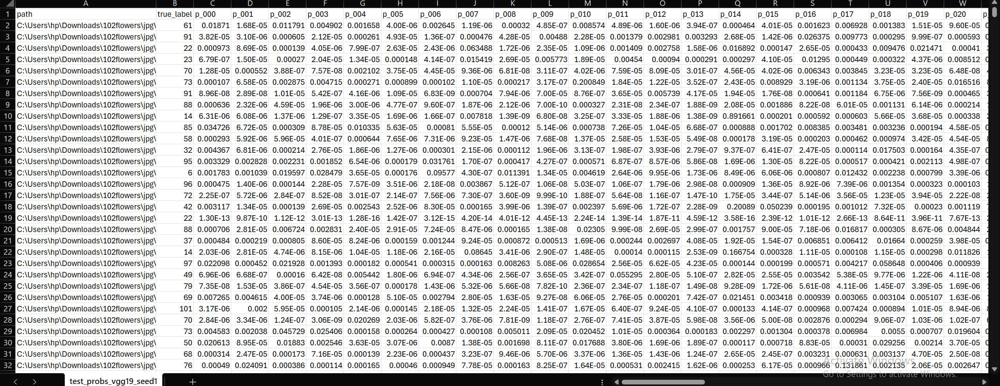 A B C D E F G H I J K L M N O P Q R S T U V W
1 path true_label p_000 p_001 p_002 p_003 p_004 p_005 p_006 p_007 p_008 p_009 p_010 p_011 p_012 p_013 p_014 p_015 p_016 p_017 p_018 p_019 p_020
2 C:\Users\hp\Downloads\102flowers\jpg\ 61 0.01871 1.68E-05 0.011791 0.004902 0.001658 4.00E-06 0.002645 1.19E-06 0.00032 4.85E-07 0.008574 4.89E-06 1.60E-06 3.94E-07 0.000464 4.01E-05 0.001623 0.006928 0.001383 1.51E-05 9.60E-05
3 C:\Users\hp\Downloads\102flowers\jpg\ 91 3.82E-05 3.10E-06 0.000605 2.12E-05 0.000261 4.93E-05 1.36E-07 0.000476 4.28E-05 0.00488 2.28E-05 0.001379 0.002981 0.003293 2.68E-05 1.42E-06 0.026375 0.009773 0.000295 9.99E-07 0.000593
4 C:\Users\hp\Downloads\102flowers\jpg\ 22 0.000973 8.69E-05 0.000139 4.05E-06 7.99E-07 2.63E-05 2.43E-06 0.063488 1.72E-06 2.35E-05 1.09E-06 0.001409 0.002758 1.58E-06 0.016892 0.000147 2.65E-05 0.000433 0.009476 0.021471 0.00041
5 C:\Users\hp\Downloads\102flowers\jpg\ 23 6.79E-07 1.50E-05 0.00027 2.04E-05 1.34E-05 0.000148 4.14E-07 0.015419 2.69E-05 0.005773 1.89E-05 0.00454 0.00094 0.000291 0.000297 4.10E-05 0.01295 0.000449 0.000322 4.37E-06 0.008512
6 C:\Users\hp\Downloads\102flowers\jpg\ 70 1.28E-05 0.000552 3.88E-07 7.57E-08 0.002102 3.75E-05 4.45E-05 9.36E-06 6.81E-08 3.11E-07 4.02E-06 7.59E-05 8.09E-05 3.01E-07 4.56E-05 4.02E-06 0.006343 0.003845 3.23E-05 3.23E-05 6.48E-08
7 C:\Users\hp\Downloads\102flowers\jpg\ 73 0.000107 6.58E-05 0.002875 0.004715 0.000271 0.000899 0.000102 1.10E-05 0.000217 3.17E-07 0.200849 1.84E-05 1.22E-05 3.52E-07 2.43E-05 0.008929 3.19E-06 0.001134 3.75E-05 2.40E-05 0.016516
8 C:\Users\hp\Downloads\102flowers\jpg\ 91 8.96E-08 2.89E-08 1.01E-05 5.42E-07 4.16E-06 1.09E-05 6.83E-09 0.000704 7.94E-06 7.00E-05 8.76E-07 3.65E-05 0.005739 4.17E-05 1.94E-05 1.76E-08 0.000641 0.001184 6.75E-06 7.56E-09 0.000465
9 C:\Users\hp\Downloads\102flowers\jpg\ 88 0.000636 2.32E-06 4.59E-05 1.96E-06 3.00E-06 4.77E-07 9.60E-07 1.87E-06 2.12E-06 7.00E-10 0.000327 2.31E-08 2.34E-07 1.88E-09 2.08E-05 0.001886 8.22E-08 6.01E-05 0.001131 6.14E-06 0.000214
10 C:\Users\hp\Downloads\102flowers\jpg\ 14 6.31E-06 6.08E-06 1.37E-06 1.29E-07 3.35E-05 1.69E-06 1.66E-07 0.007818 1.39E-09 6.80E-08 3.25E-07 3.33E-05 1.88E-06 1.38E-09 0.891661 0.000201 0.000592 0.000603 5.66E-05 3.68E-05 0.000338
11 C:\Users\hp\Downloads\102flowers\jpg\ 85 0.034726 6.72E-05 0.000309 8.78E-05 0.010335 5.63E-05 0.00081 5.55E-05 0.00012 5.14E-06 0.000738 7.26E-05 1.04E-05 6.68E-07 0.000888 0.001702 0.008385 0.003481 0.003236 0.000194 4.58E-05
12 C:\Users\hp\Downloads\102flowers\jpg\ 58 0.000293 5.92E-06 5.96E-05 4.01E-07 0.000644 7.65E-06 7.31E-06 9.23E-05 1.47E-06 7.68E-08 1.37E-05 2.58E-05 1.53E-05 5.49E-08 0.000178 3.19E-05 0.000203 0.000462 0.000974 3.42E-05 4.54E-05
13 C:\Users\hp\Downloads\102flowers\jpg\ 32 0.004367 6.81E-06 0.000214 2.76E-05 1.86E-06 1.27E-06 0.000301 2.15E-06 0.000112 1.96E-06 3.13E-07 1.98E-07 3.93E-06 2.79E-07 9.37E-07 6.41E-07 2.47E-05 0.000114 0.017503 0.000164 4.35E-07
14 C:\Users\hp\Downloads\102flowers\jpg\ 95 0.003329 0.002828 0.002231 0.001852 6.54E-06 0.000179 0.031761 1.70E-07 0.000417 4.27E-07 0.000571 6.87E-07 8.57E-06 5.86E-08 1.69E-06 1.30E-05 8.22E-05 0.000517 0.000421 0.002113 4.98E-07
15 C:\Users\hp\Downloads\102flowers\jpg\ 6 0.001783 0.001039 0.019597 0.028479 3.65E-05 0.000176 0.09577 4.30E-07 0.011391 1.34E-05 0.004619 2.64E-06 9.95E-06 1.73E-06 8.49E-06 6.06E-06 0.000807 0.012432 0.002238 0.000799 3.39E-06
16 C:\Users\hp\Downloads\102flowers\jpg\ 96 0.000475 1.40E-06 0.000144 2.28E-05 7.57E-09 3.51E-06 2.18E-08 0.003867 5.12E-07 1.06E-08 5.03E-07 1.06E-07 1.79E-06 2.98E-08 0.000909 1.36E-05 8.92E-06 7.39E-06 0.001354 0.000323 0.000103
17 C:\Users\hp\Downloads\102flowers\jpg\ 72 2.25E-07 5.72E-06 2.84E-07 8.52E-08 3.01E-07 2.14E-07 7.56E-06 7.30E-07 3.60E-09 9.99E-10 1.88E-07 5.64E-08 1.16E-07 1.47E-10 1.75E-05 3.44E-07 5.14E-06 3.56E-05 1.23E-05 3.94E-05 2.22E-08
18 C:\Users\hp\Downloads\102flowers\jpg\ 42 0.003117 1.34E-05 0.000139 2.69E-05 0.002543 2.52E-06 8.30E-05 0.000165 3.99E-06 1.39E-07 0.002397 5.69E-06 1.72E-07 2.28E-09 0.20089 0.050239 0.000195 0.001012 7.32E-05 0.00023 0.001119
19 C:\Users\hp\Downloads\102flowers\jpg\ 22 1.30E-13 9.87E-10 1.12E-12 3.01E-13 1.28E-16 1.42E-07 3.12E-15 4.20E-14 4.01E-12 4.45E-13 2.24E-14 1.39E-14 1.87E-11 4.59E-12 3.58E-16 2.39E-12 1.01E-12 2.66E-13 8.64E-11 3.96E-11 7.67E-13
20 C:\Users\hp\Downloads\102flowers\jpg\ 88 0.000706 2.81E-05 0.006724 0.002831 2.40E-05 2.91E-05 7.24E-05 8.47E-06 0.000165 1.38E-08 0.02305 9.99E-08 2.69E-05 2.99E-07 0.001757 9.00E-05 7.18E-06 0.016817 0.000305 8.67E-06 0.004844
21 C:\Users\hp\Downloads\102flowers\jpg\ 37 0.000484 0.000219 0.000805 8.60E-05 8.24E-06 0.000159 0.001244 9.24E-05 0.000872 0.000513 1.69E-06 0.000244 0.002697 4.08E-05 1.92E-05 1.54E-07 0.006851 0.006412 0.01664 0.000259 3.98E-05
22 C:\Users\hp\Downloads\102flowers\jpg\ 14 2.03E-06 2.81E-05 4.74E-06 8.15E-06 1.04E-05 1.18E-06 2.16E-05 0.08645 3.41E-06 2.90E-07 1.48E-05 0.00014 0.000115 2.53E-09 0.166754 0.000328 1.11E-05 0.000108 1.15E-05 0.000298 0.011826
23 C:\Users\hp\Downloads\102flowers\jpg\ 97 0.022098 0.000452 0.021928 0.001393 0.000182 0.000541 0.000315 0.000163 0.008263 5.08E-06 0.028654 2.56E-05 6.62E-05 4.23E-05 0.000144 0.000199 0.000571 0.004217 0.058648 0.000406 0.000939
24 C:\Users\hp\Downloads\102flowers\jpg\ 49 6.96E-06 6.68E-07 0.00016 6.42E-08 0.005442 1.80E-06 6.94E-07 4.34E-06 2.56E-07 3.65E-05 3.42E-07 0.055295 2.80E-05 5.10E-07 2.82E-05 2.55E-05 0.003542 5.38E-05 9.77E-06 1.22E-06 4.11E-08
25 C:\Users\hp\Downloads\102flowers\jpg\ 79 7.35E-08 1.53E-05 3.86E-07 4.54E-05 3.56E-07 0.000178 1.43E-06 5.32E-06 5.66E-08 7.82E-10 2.36E-07 2.34E-07 1.18E-07 1.49E-08 9.28E-09 1.72E-06 5.61E-08 4.11E-06 1.45E-07 3.39E-05 1.69E-06
26 C:\Users\hp\Downloads\102flowers\jpg\ 69 0.007265 0.004615 4.00E-05 3.74E-06 0.000128 5.10E-05 0.002794 2.80E-05 1.63E-05 9.27E-08 6.06E-05 2.76E-05 0.000201 7.42E-07 0.021451 0.003418 0.000939 0.003065 0.003104 0.005107 1.63E-06
27 C:\Users\hp\Downloads\102flowers\jpg\ 101 3.17E-06 0.002 5.95E-05 0.000105 2.14E-06 0.000145 2.18E-05 1.32E-05 2.24E-05 1.41E-07 1.67E-05 6.40E-07 9.24E-05 4.10E-07 0.000133 4.14E-07 0.000968 0.007424 0.000894 1.01E-05 8.94E-06
28 C:\Users\hp\Downloads\102flowers\jpg\ 70 2.84E-06 3.34E-06 1.24E-07 3.06E-09 0.020269 2.03E-06 5.82E-07 3.76E-06 7.81E-09 1.18E-07 2.76E-07 7.41E-05 3.87E-05 5.98E-08 3.56E-06 5.00E-08 0.002876 0.000294 9.06E-07 1.03E-06 1.02E-07
29 C:\Users\hp\Downloads\102flowers\jpg\ 73 0.004583 0.002038 0.045729 0.025406 0.000158 0.000264 0.000427 0.000108 0.005011 2.09E-05 0.020452 1.01E-05 0.000364 0.000183 0.002297 0.001304 0.000378 0.006984 0.0055 0.000707 0.019604
30 C:\Users\hp\Downloads\102flowers\jpg\ 50 0.020613 8.95E-05 0.01883 0.002546 3.63E-05 3.07E-06 0.0087 1.38E-05 0.001698 8.11E-07 0.017688 3.80E-06 1.69E-06 1.89E-07 0.000117 0.000718 8.83E-05 0.00031 0.029256 0.00214 3.70E-05
31 C:\Users\hp\Downloads\102flowers\jpg\ 68 0.000314 2.47E-05 0.000173 7.16E-05 0.000139 2.23E-06 0.000437 3.23E-07 9.46E-06 5.70E-06 3.37E-06 1.36E-05 1.43E-06 1.24E-07 2.65E-05 2.45E-07 0.003231 0.000631 0.003137 4.70E-05 2.50E-08
32 C:\Users\hp\Downloads\102flowers\jpg\ 76 0.00049 0.024091 0.000386 0.000114 0.000165 0.00046 0.000949 7.78E-05 0.000163 8.25E-07 1.64E-05 0.000531 0.002415 1.62E-06 0.000253 6.17E-05 0.000966 0.131861 0.002135 2.06E-05 0.002647
Activate Windows
Go to Settings to activate Windows.
test_probs_vgg19_seed1